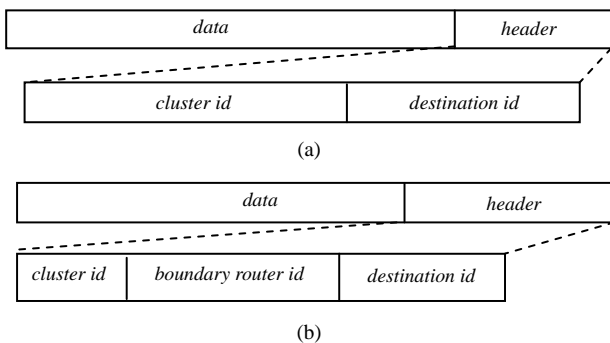 data header
cluster id destination id
(a)
data header
cluster id boundary router id destination id
(b)